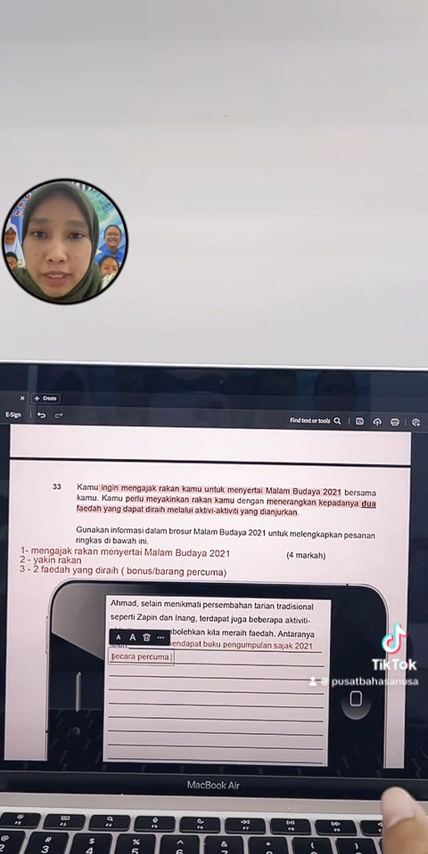 Create
E-Sign
Find text or tools
33 Kamu ingin mengajak rakan kamu untuk menyertai Malam Budaya 2021 bersama
kamu. Kamu perlu meyakinkan rakan kamu dengan menerangkan kepadanya dua
faedah yang dapat diraih melalui aktivi-aktiviti yang dianjurkan.
Gunakan informasi dalam brosur Malam Budaya 2021 untuk melengkapkan pesanan
ringkas di bawah ini.
(4 markah)
1- mengajak rakan menyertai Malam Budaya 2021
2 - yakin rakan
3 - 2 faedah yang diraih ( bonus/barang percuma)
Ahmad, selain menikmati persembahan tarian tradisional
seperti Zapin dan Inang, terdapat juga beberapa aktiviti-
kita meraih faedah. Antaranya
buku pengumpulan sajak 2021
secara percuma.
TikTok
@ pusatbahasanusa
MacBook Air